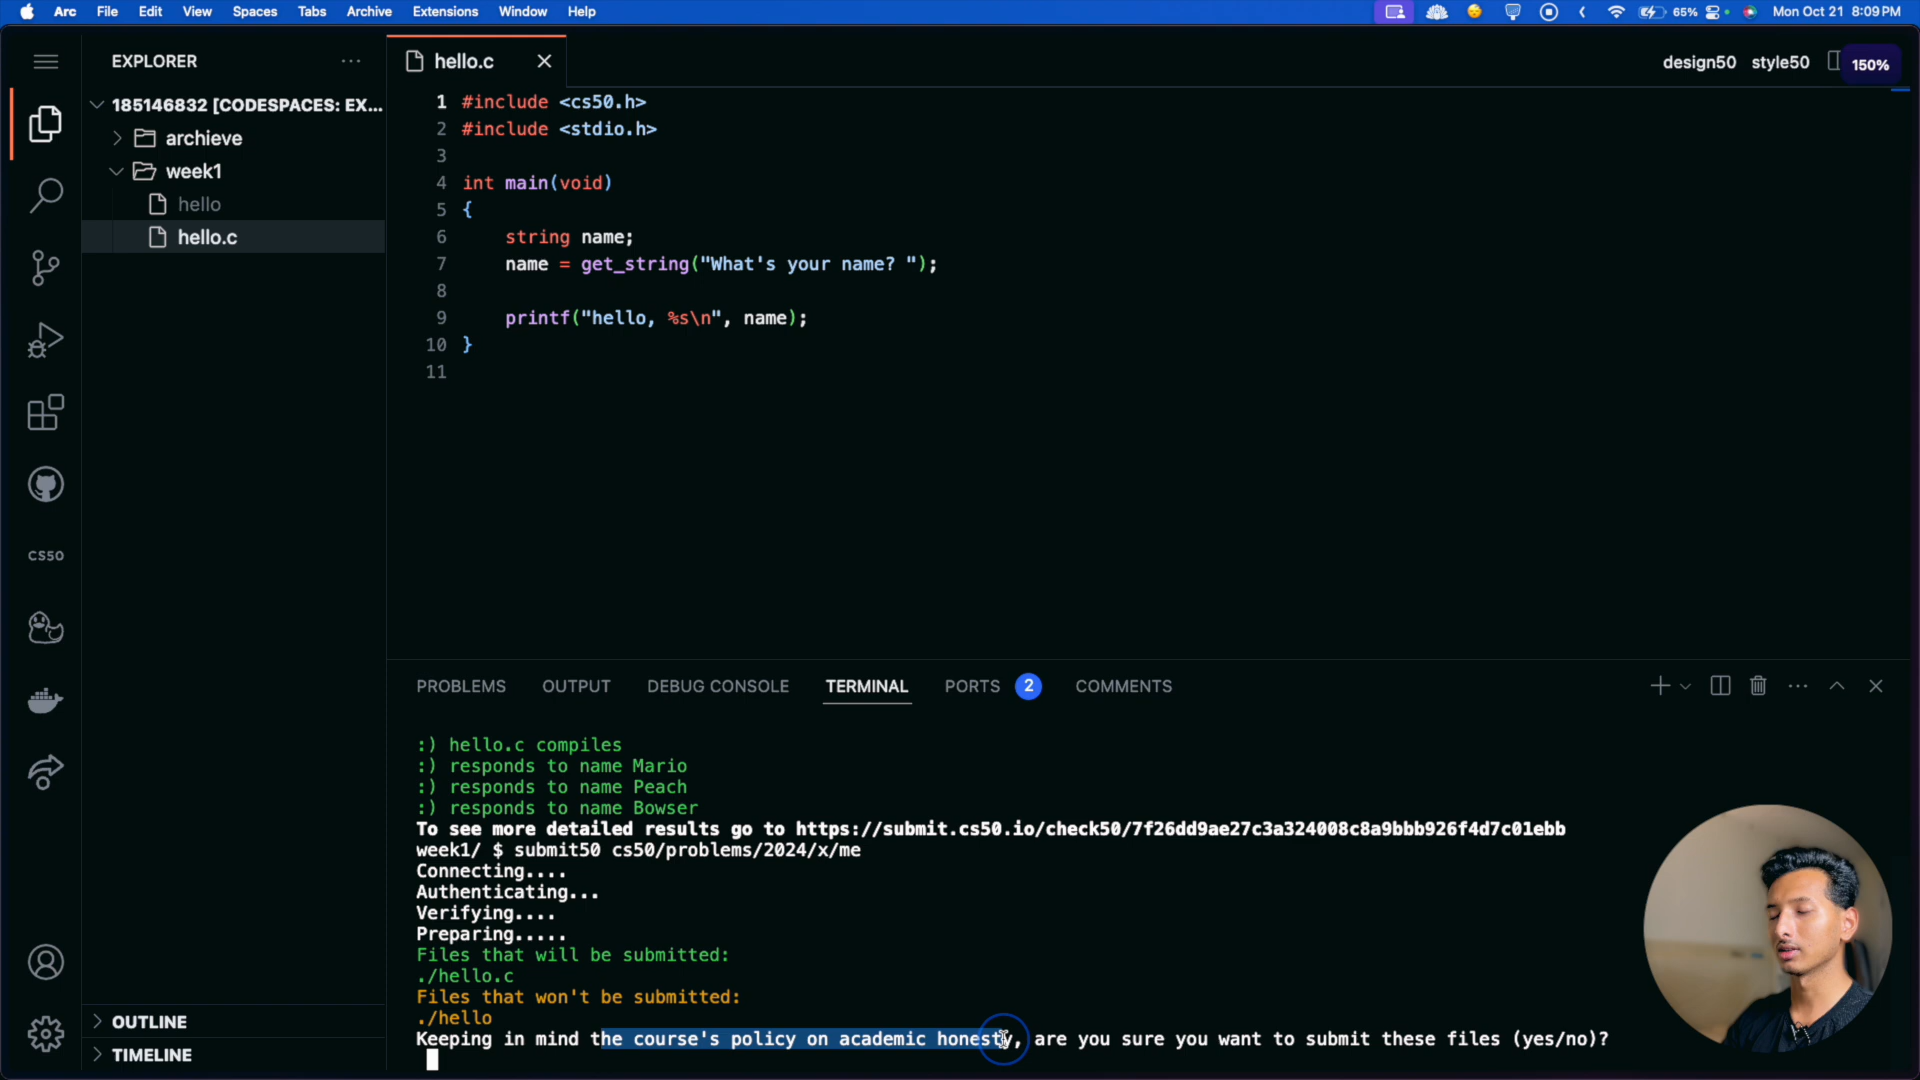 Arc File Edit View Spaces Tabs Archive Extensions Window Help 65% Mon Oct 21 8:09 PM
EXPLORER
hello.c
design50 style50 150%
185146832 [CODESPACES: EX...
archieve
week1
hello
hello.c
1 #include <cs50.h>
2 #include <stdio.h>
3
4 int main(void)
5 {
6 string name;
7 name = get_string("What's your name? ");
8
9 printf("hello, %s\n", name);
10 }
11
CS50
OUTLINE
TIMELINE
PROBLEMS OUTPUT DEBUG CONSOLE TERMINAL PORTS 2 COMMENTS
:) hello.c compiles
:) responds to name Mario
:) responds to name Peach
:) responds to name Bowser
To see more detailed results go to https://submit.cs50.io/check50/7f26dd9ae27c3a324008c8a9bbb926f4d7c01ebb
week1/ $ submit50 cs50/problems/2024/x/me
Connecting....
Authenticating...
Verifying....
Preparing.....
Files that will be submitted:
./hello.c
Files that won't be submitted:
./hello
Keeping in mind the course's policy on academic honesty, are you sure you want to submit these files (yes/no)?